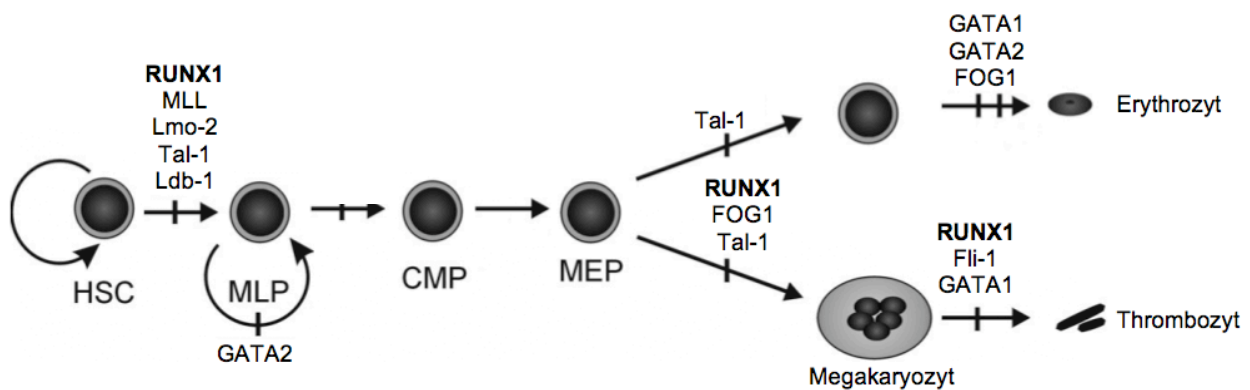 RUNX1
MLL
Lmo-2
Tal-1
Ldb-1
HSC
MLP
GATA2
CMP
MEP
Tal-1
RUNX1
FOG1
Tal-1
GATA1
GATA2
FOG1
Erythrozyt
Megakaryozyt
RUNX1
Fli-1
GATA1
Thrombozyt